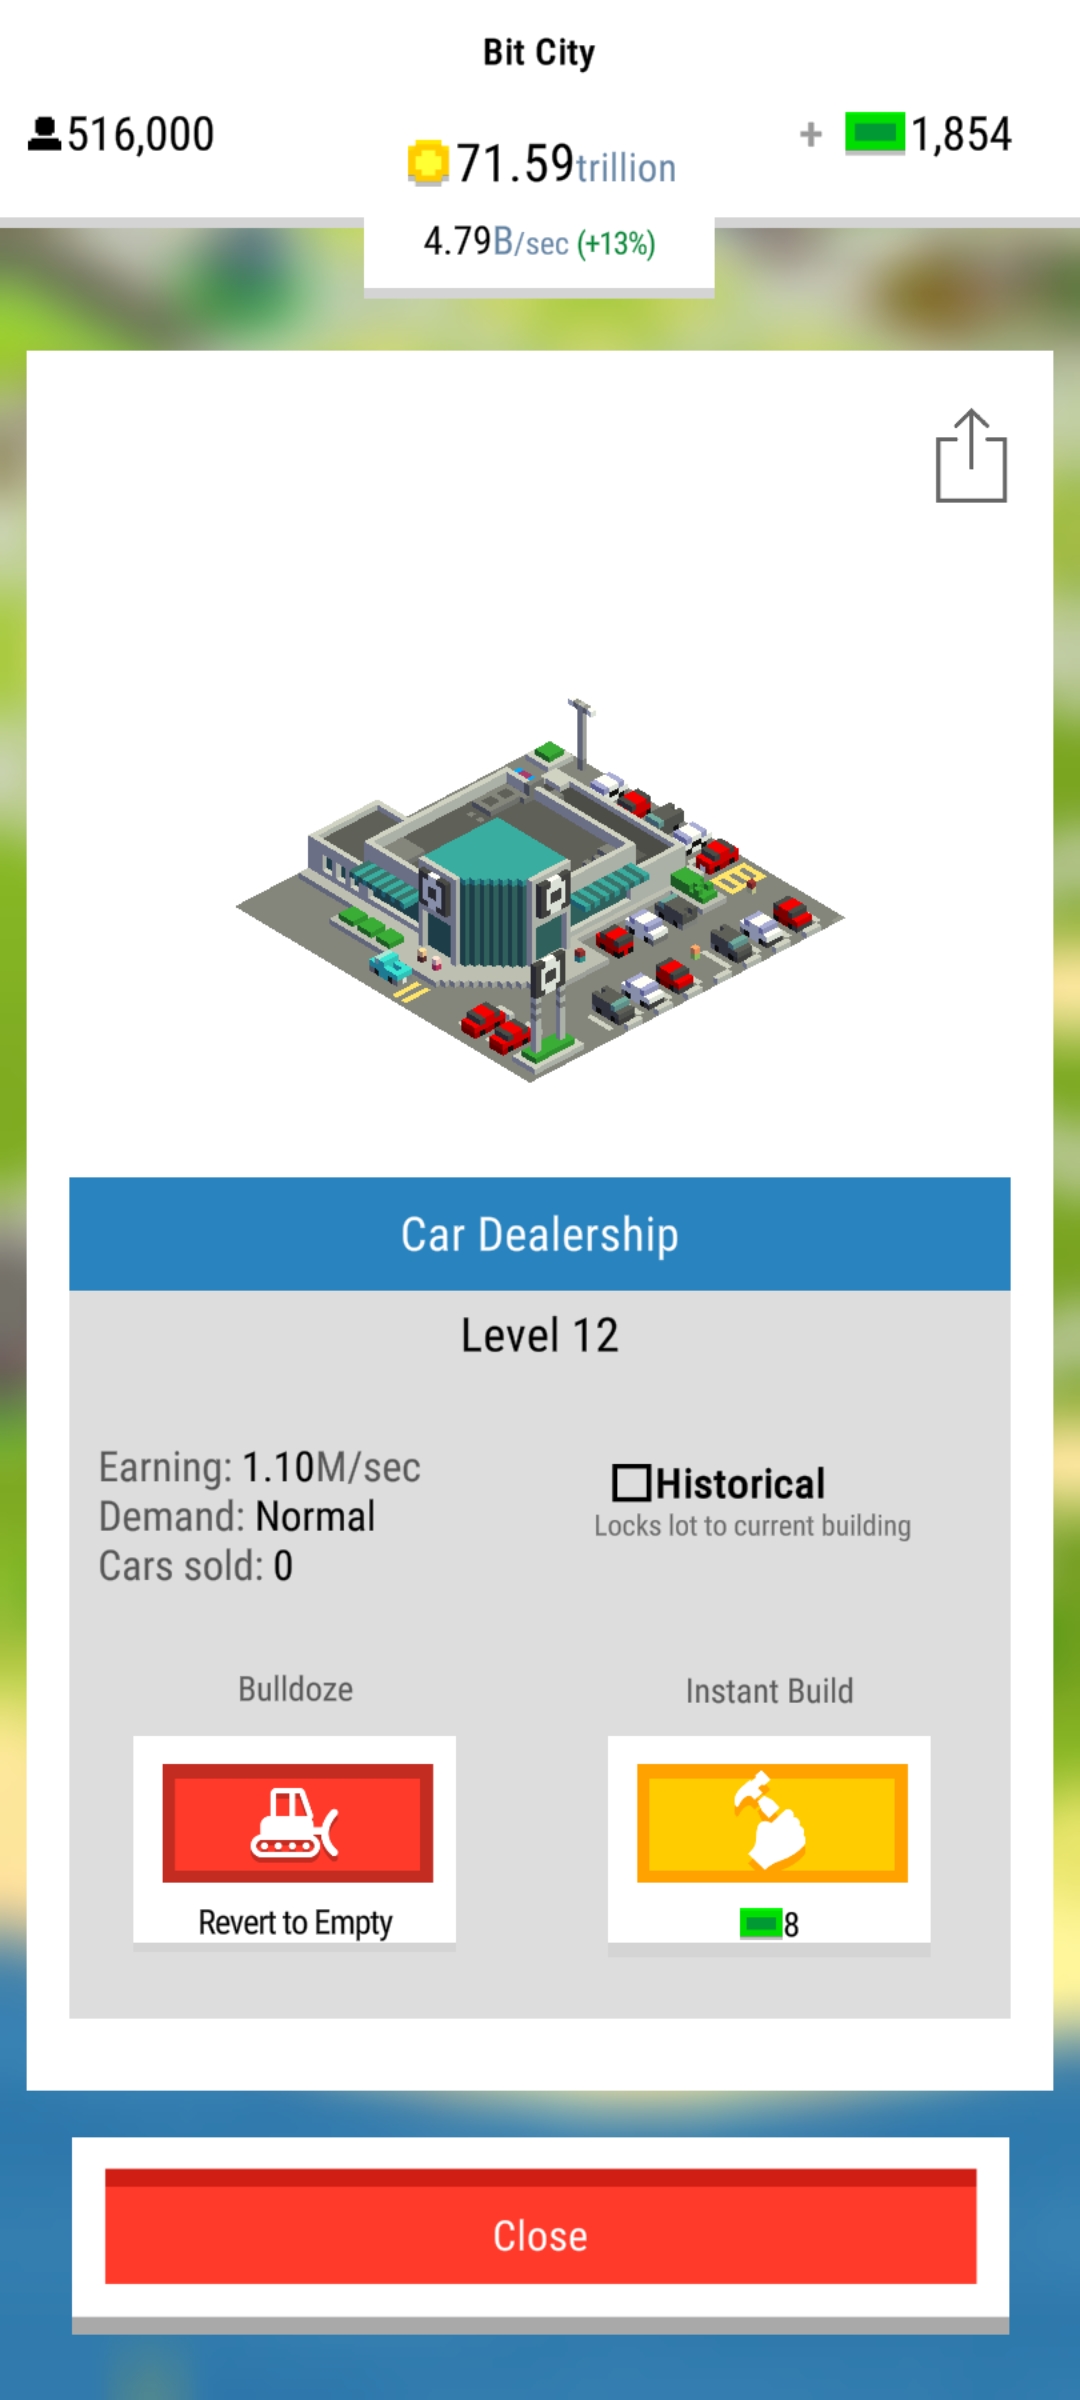 Bit City
516,000
71.59trillion
+ 1,854
4.79B/sec (+13%)
Car Dealership
Level 12
Earning: 1.10M/sec
Demand: Normal
Cars sold: 0
Historical
Locks lot to current building
Bulldoze
Instant Build
Revert to Empty
8
Close